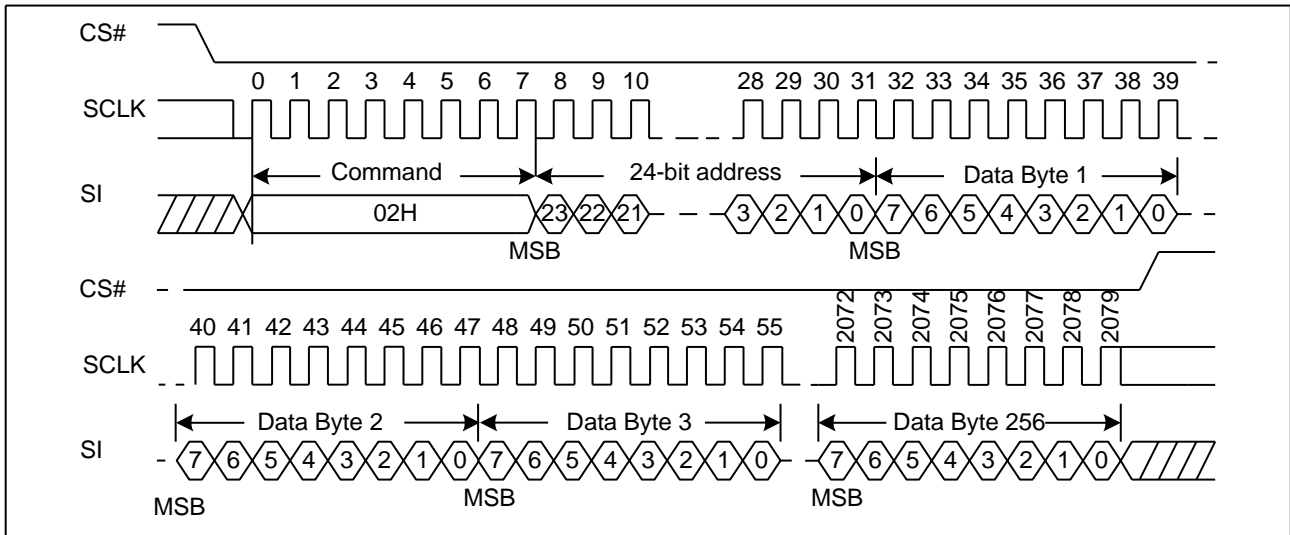 CS#
0 1 2 3 4 5 6 7 8 9 10 28 29 30 31 32 33 34 35 36 37 38 39
SCLK
Command 24-bit address Data Byte 1
SI
02H 23 22 21 3 2 1 0 7 6 5 4 3 2 1 0
MSB MSB
CS#
40 41 42 43 44 45 46 47 48 49 50 51 52 53 54 55 2072 2073 2074 2075 2076 2077 2078 2079
SCLK
Data Byte 2 Data Byte 3 Data Byte 256
SI
7 6 5 4 3 2 1 0 7 6 5 4 3 2 1 0 7 6 5 4 3 2 1 0
MSB MSB MSB